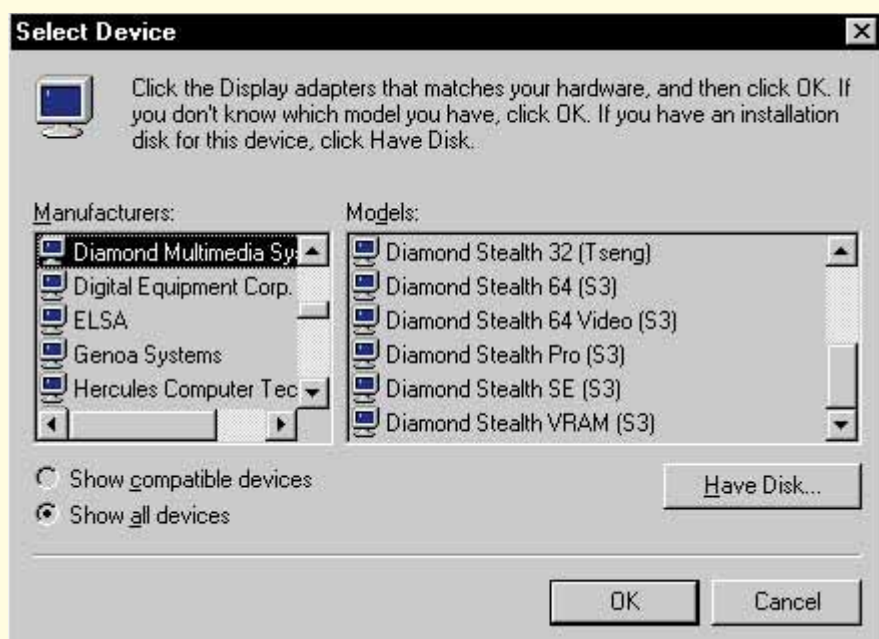 Select Device
Click the Display adapters that matches your hardware, and then click OK. If
you don't know which model you have, click OK. If you have an installation
disk for this device, click Have Disk.
Manufacturers:
Diamond Multimedia Sy
Digital Equipment Corp.
ELSA
Genoa Systems
Hercules Computer Tec
Models:
Diamond Stealth 32 (Tseng)
Diamond Stealth 64 (S3)
Diamond Stealth 64 Video (S3)
Diamond Stealth Pro (S3)
Diamond Stealth SE (S3)
Diamond Stealth VRAM (S3)
Show compatible devices
Show all devices
Have Disk...
OK
Cancel